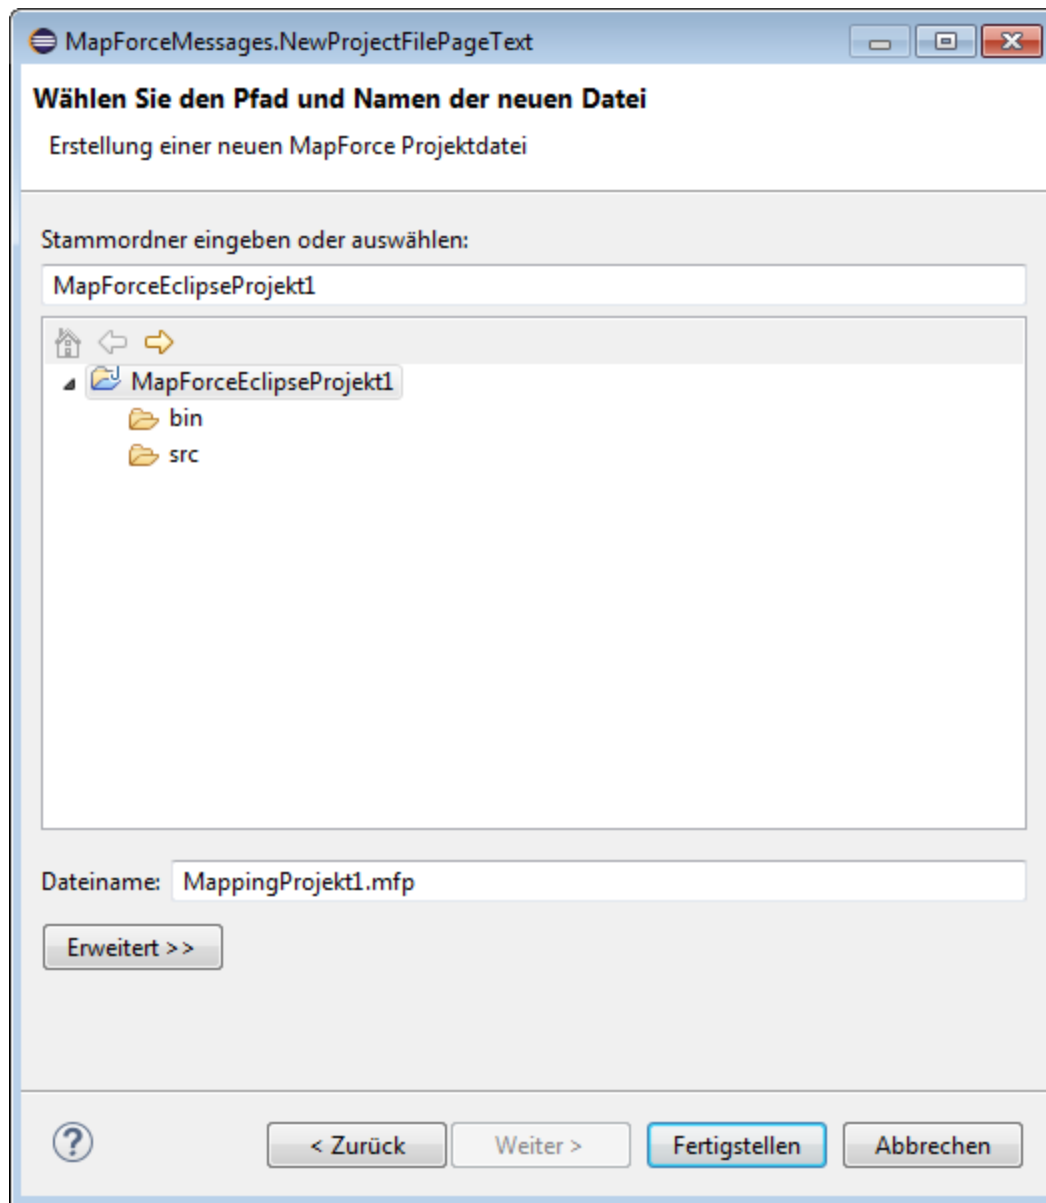 MapForceMessages.NewProjectFilePageText
Wählen Sie den Pfad und Namen der neuen Datei
Erstellung einer neuen MapForce Projektdatei
Stammordner eingeben oder auswählen:
MapForceEclipseProjekt1
MapForceEclipseProjekt1
bin
src
Dateiname: MappingProjekt1.mfp
Erweitert >>
< Zurück Weiter > Fertigstellen Abbrechen